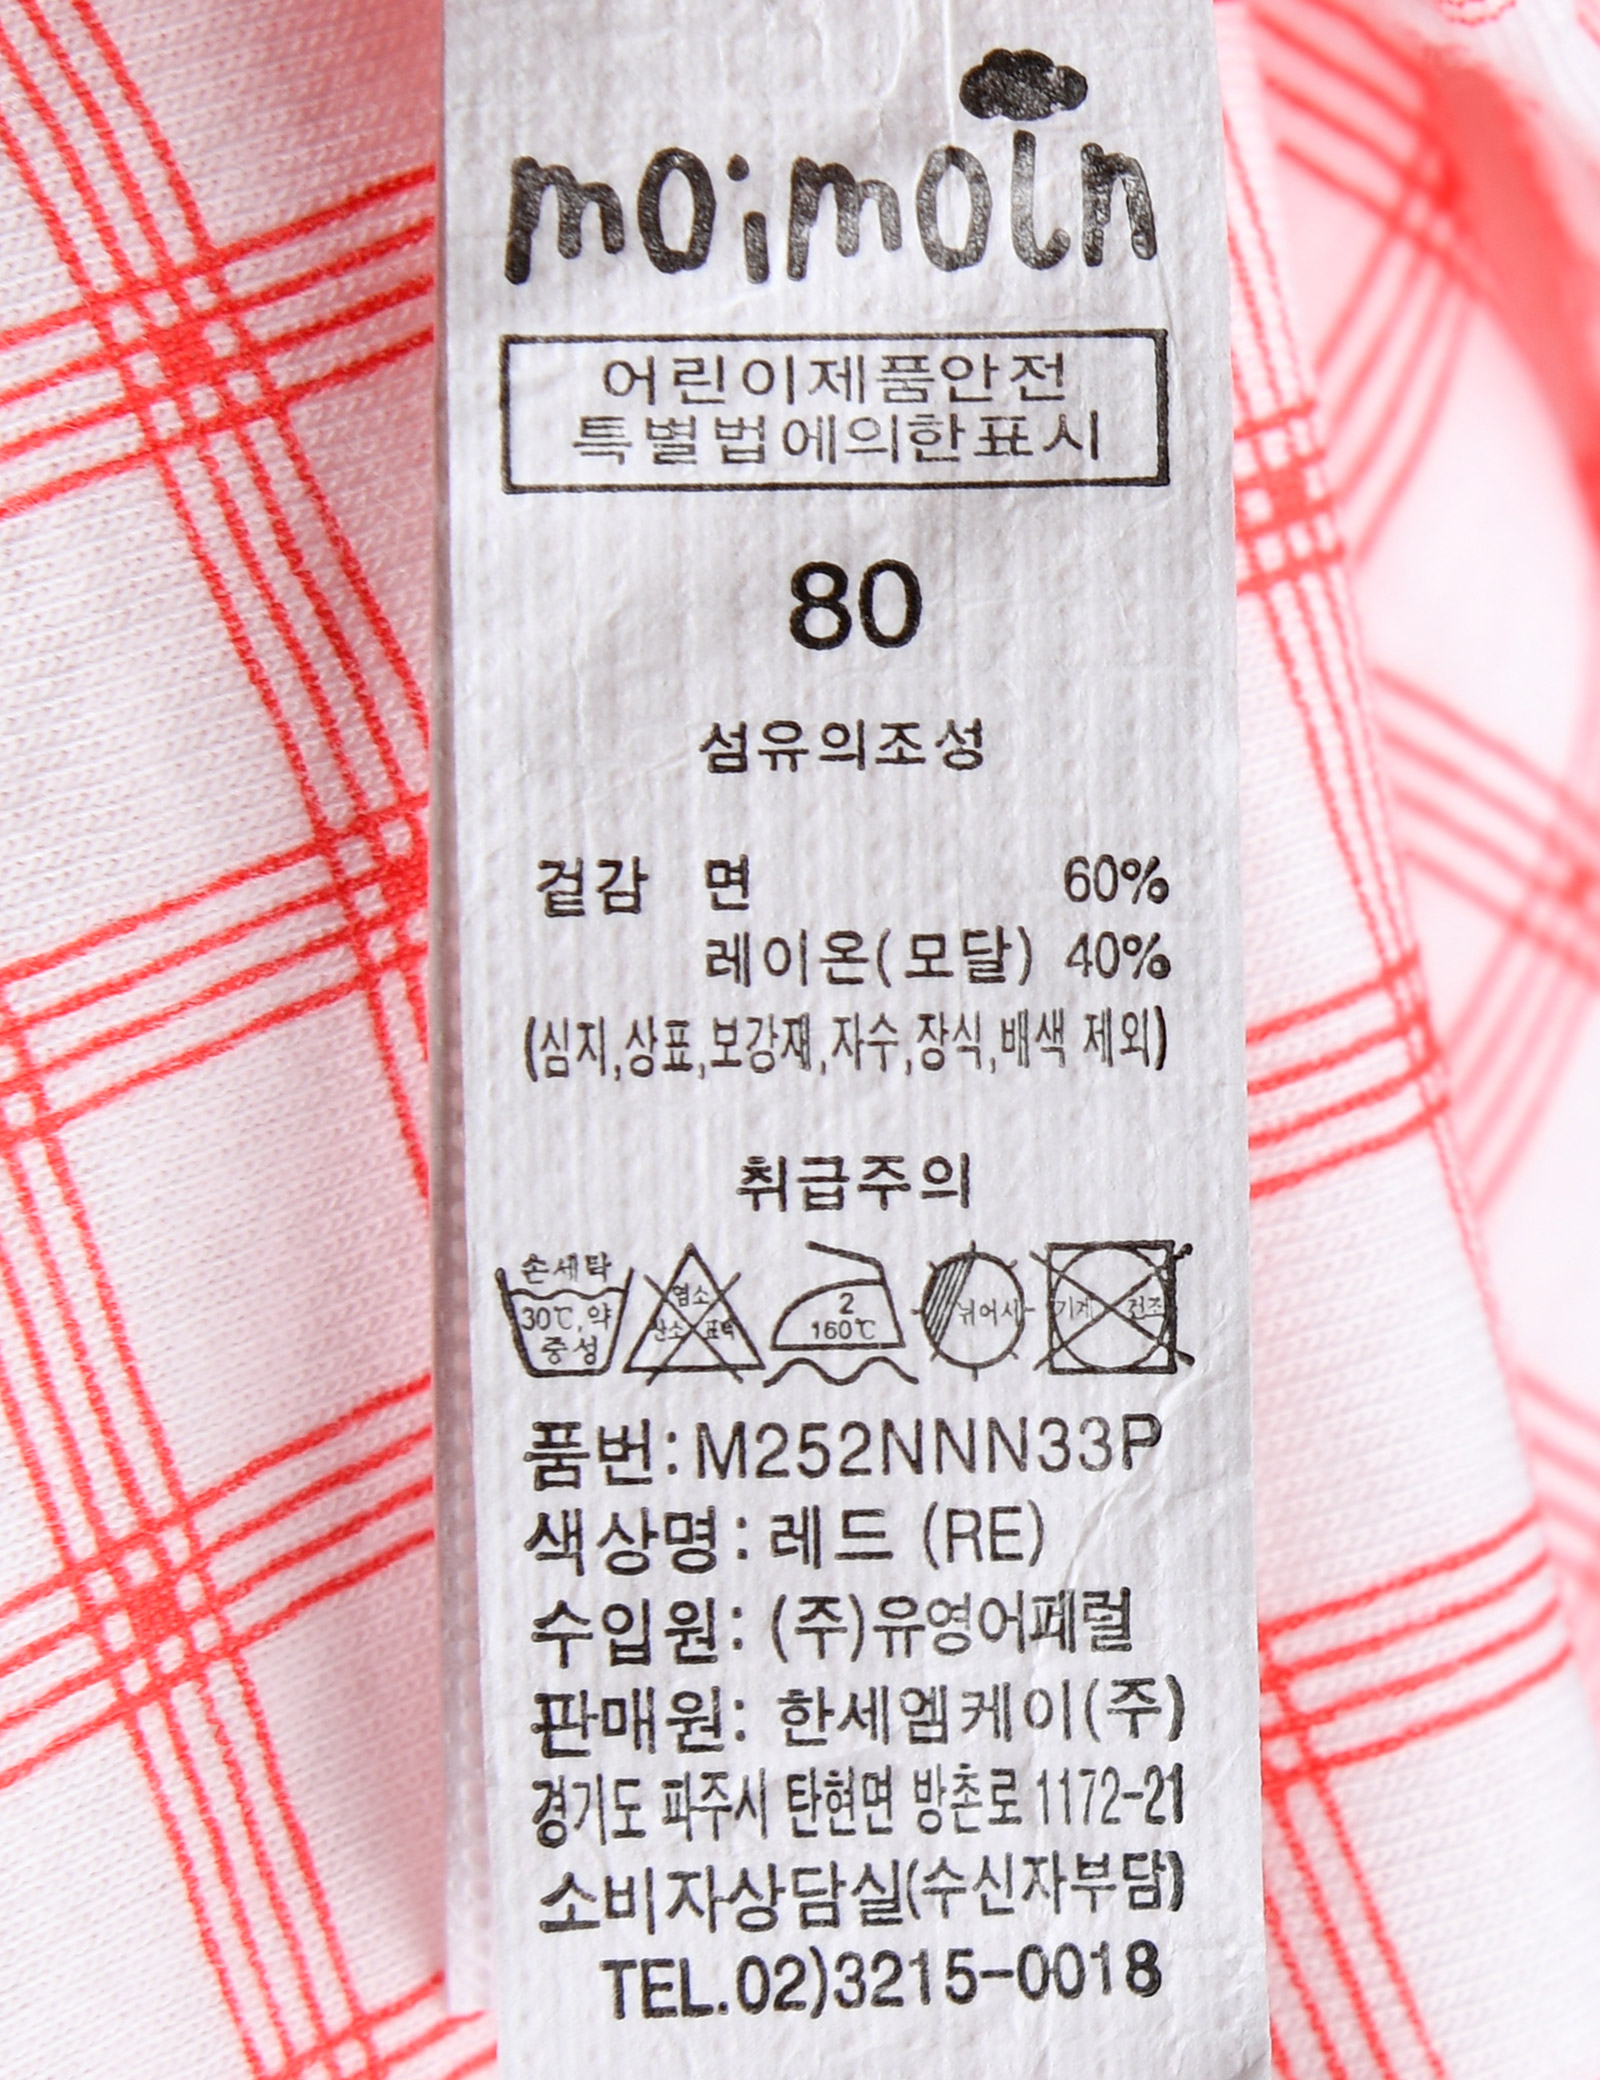 moimoln
어린이제품안전
특별법에의한표시
80
섬유의조성
겉감 면 60%
레이온(모달) 40%
(심지,상표,보강재,자수,장식,배색 제외)
취급주의
손세탁
30℃,약
중성
염소
산소 표백
2
160℃
뉘어서
기계 건조
품번:M252NNN33P
색상명:레드 (RE)
수입원: (주)유영어페럴
판매원: 한세엠케이(주)
경기도 파주시 탄현면 방촌로 1172-21
소비자상담실(수신자부담)
TEL.02)3215-0018